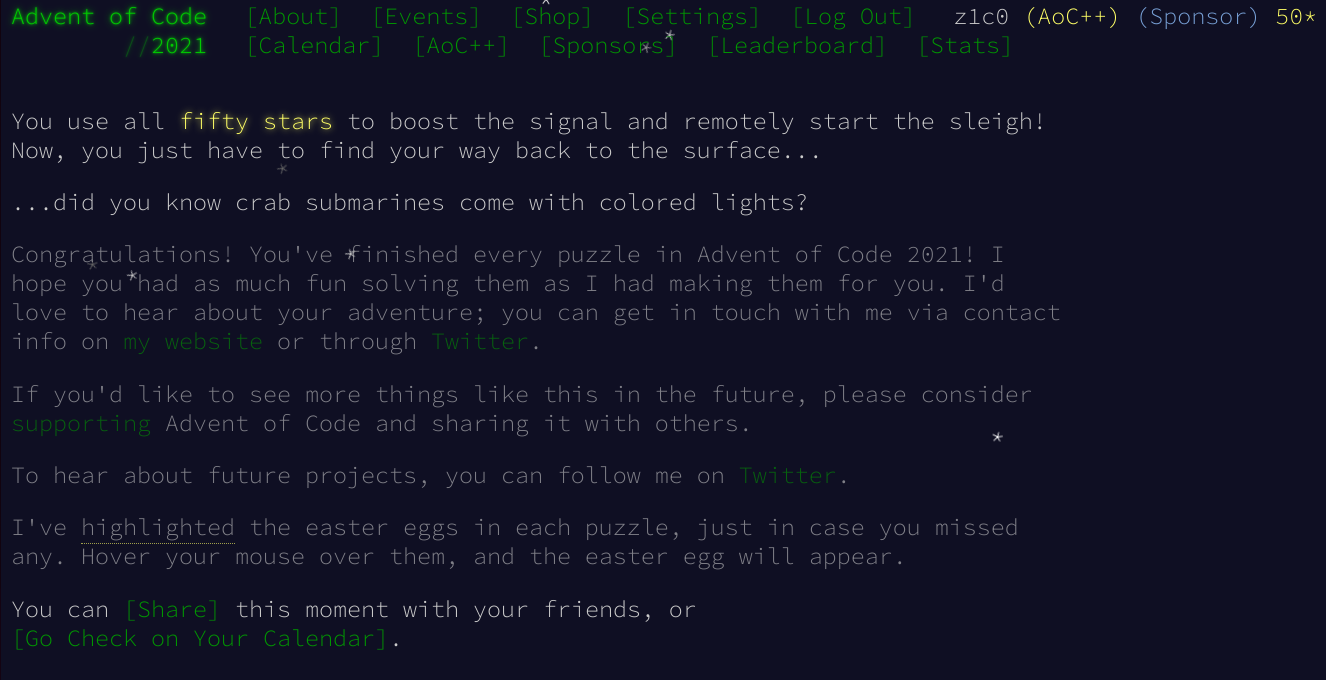 Advent of Code [About] [Events] [Shop] [Settings] [Log Out] z1c0 (AoC++) (Sponsor) 50*
//2021 [Calendar] [AoC++] [Sponsors] [Leaderboard] [Stats]
You use all fifty stars to boost the signal and remotely start the sleigh!
Now, you just have to find your way back to the surface...
...did you know crab submarines come with colored lights?
Congratulations! You've finished every puzzle in Advent of Code 2021! I
hope you had as much fun solving them as I had making them for you. I'd
love to hear about your adventure; you can get in touch with me via contact
info on my website or through Twitter.
If you'd like to see more things like this in the future, please consider
supporting Advent of Code and sharing it with others.
To hear about future projects, you can follow me on Twitter.
I've highlighted the easter eggs in each puzzle, just in case you missed
any. Hover your mouse over them, and the easter egg will appear.
You can [Share] this moment with your friends, or
[Go Check on Your Calendar].